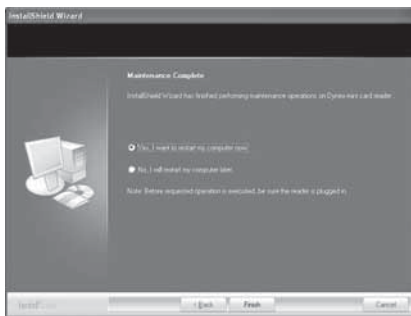 InstallShield Wizard
Maintenance Complete
InstallShield Wizard has finished performing maintenance operations on Dynex card reader.
Yes, I want to restart my computer now.
No, I will restart my computer later.
Note: Before requested operation is executed, be sure the reader is plugged in.
< Back
Finish
Cancel